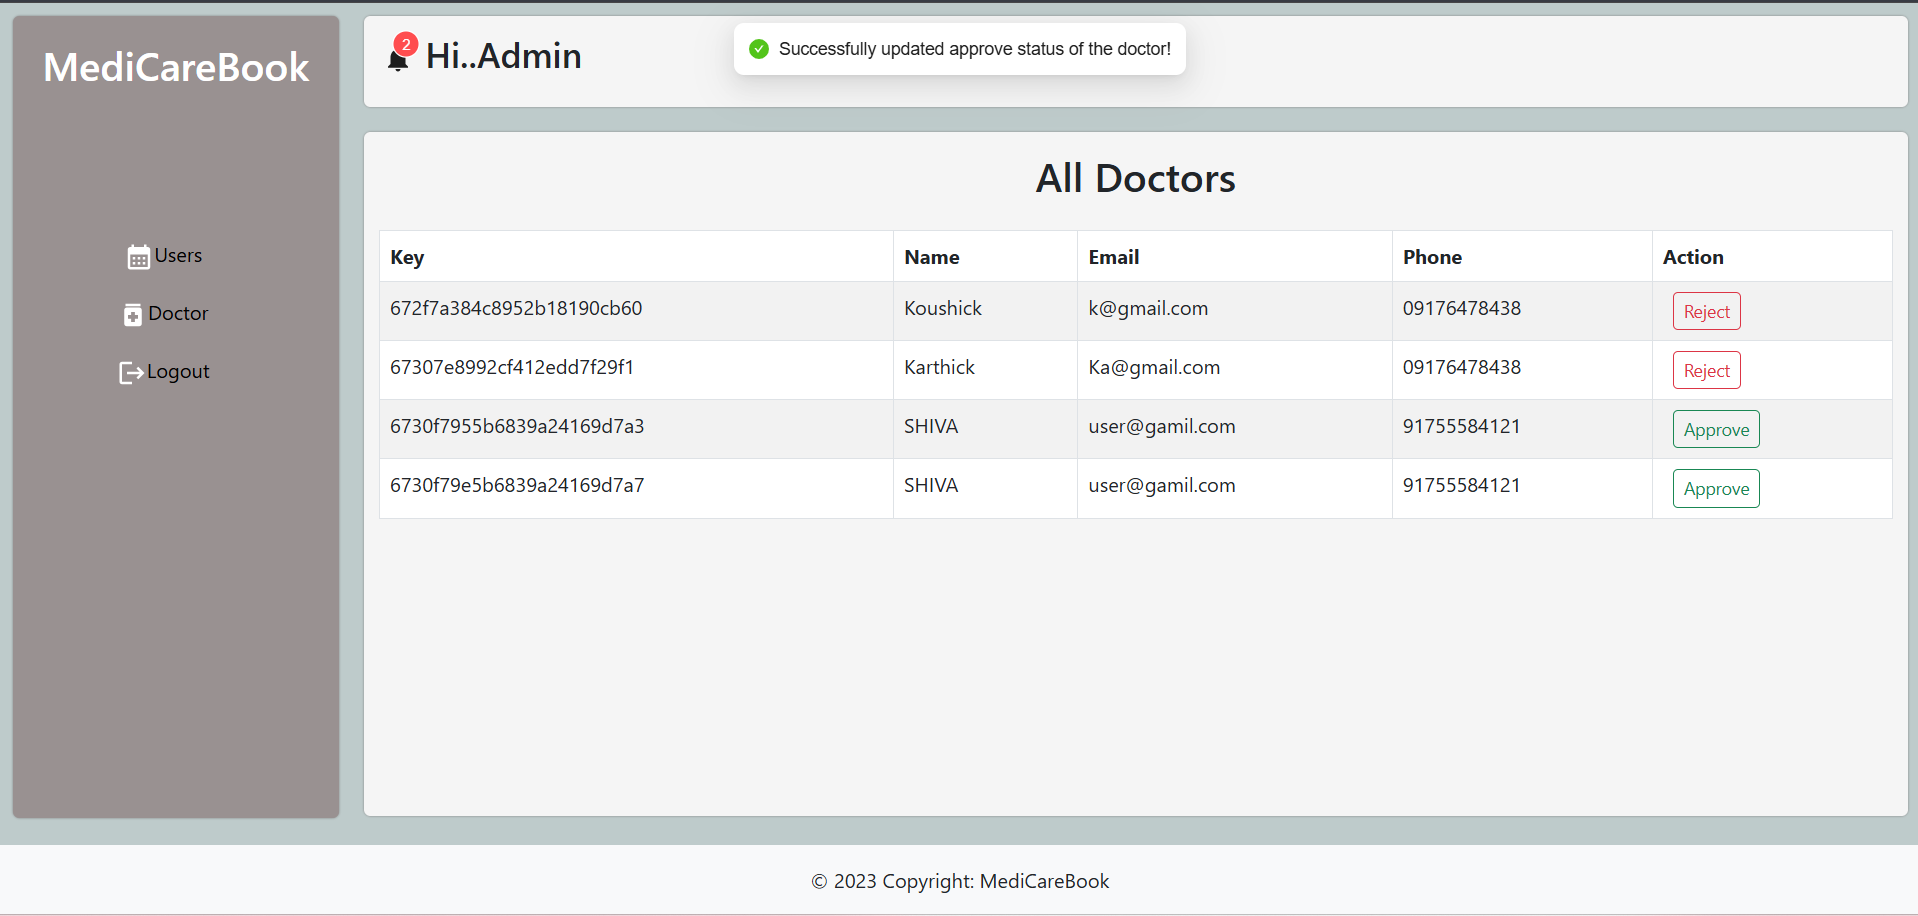 MediCareBook
Users
Doctor
Logout
2
Hi..Admin
Successfully updated approve status of the doctor!
All Doctors
Key Name Email Phone Action
672f7a384c8952b18190cb60 Koushick k@gmail.com 09176478438 Reject
67307e8992cf412edd7f29f1 Karthick Ka@gmail.com 09176478438 Reject
6730f7955b6839a24169d7a3 SHIVA user@gamil.com 91755584121 Approve
6730f79e5b6839a24169d7a7 SHIVA user@gamil.com 91755584121 Approve
© 2023 Copyright: MediCareBook